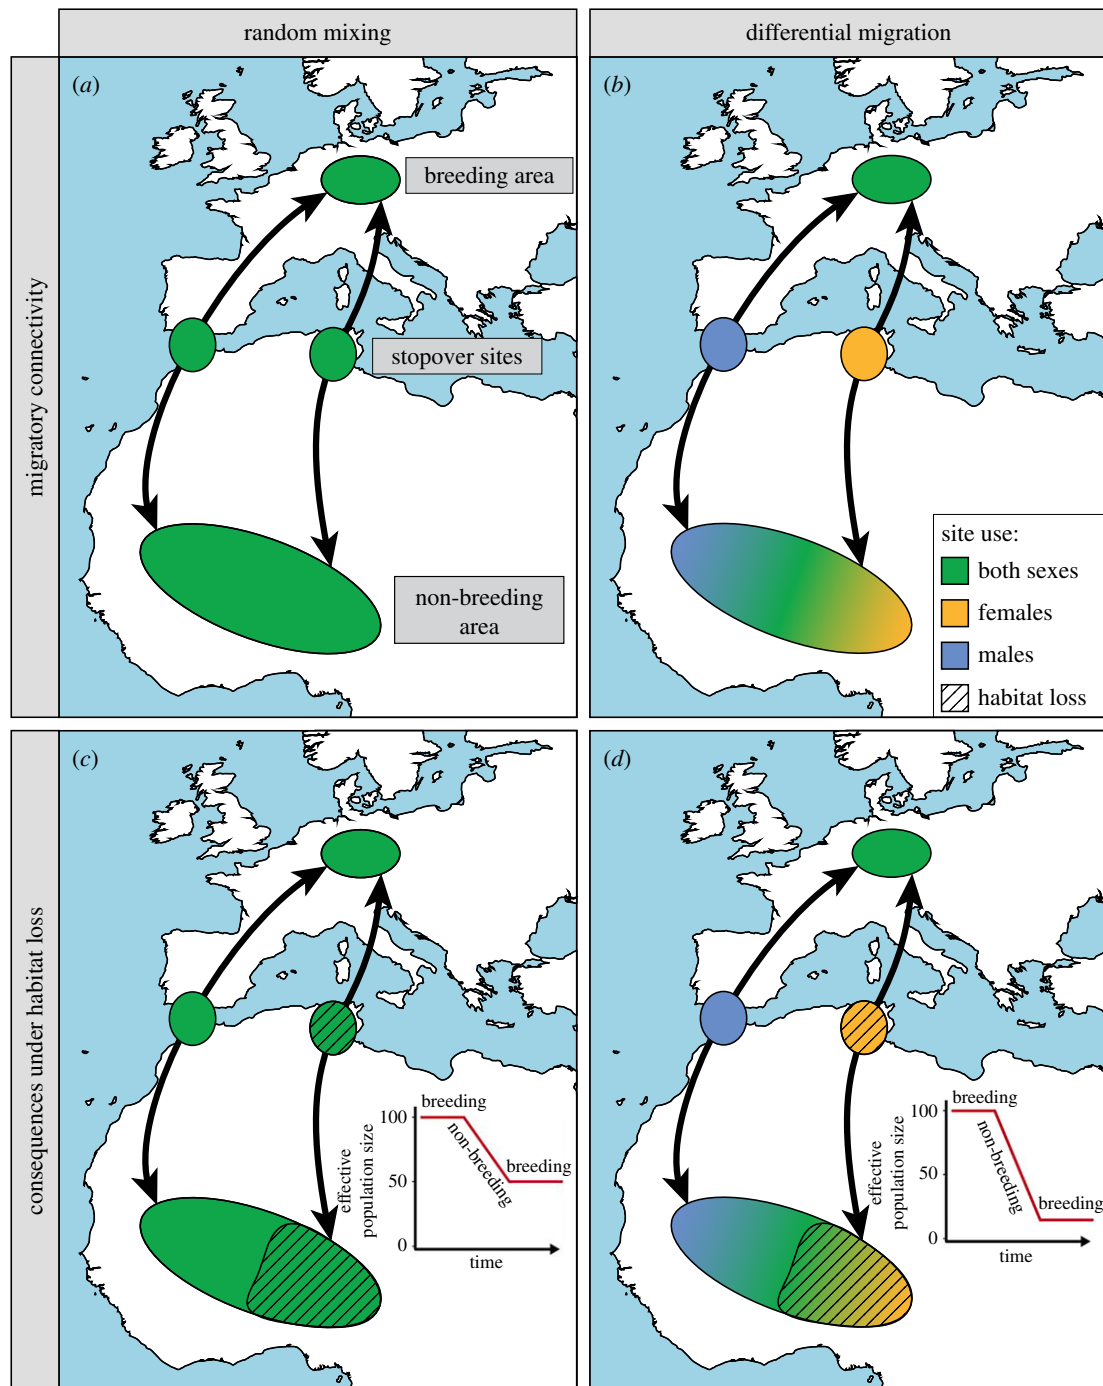 random mixing
differential migration
migratory connectivity
(a)
breeding area
stopover sites
non-breeding
area
(b)
site use:
both sexes
females
males
habitat loss
consequences under habitat loss
(c)
effective
population size
100
50
0
breeding
non-breeding
breeding
time
(d)
effective
population size
100
50
0
breeding
non-breeding
breeding
time